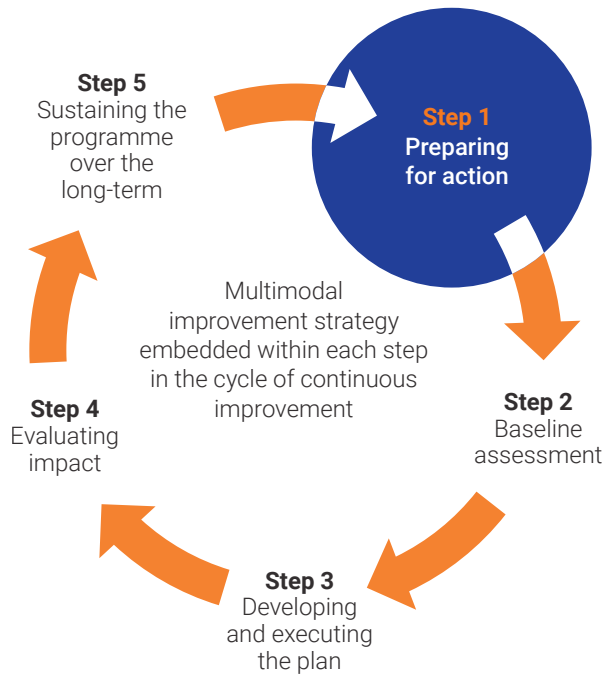 Step 1
Preparing
for action
Step 2
Baseline
assessment
Step 3
Developing
and executing
the plan
Step 4
Evaluating
impact
Step 5
Sustaining the
programme
over the
long-term
Multimodal
improvement strategy
embedded within each step
in the cycle of continuous
improvement